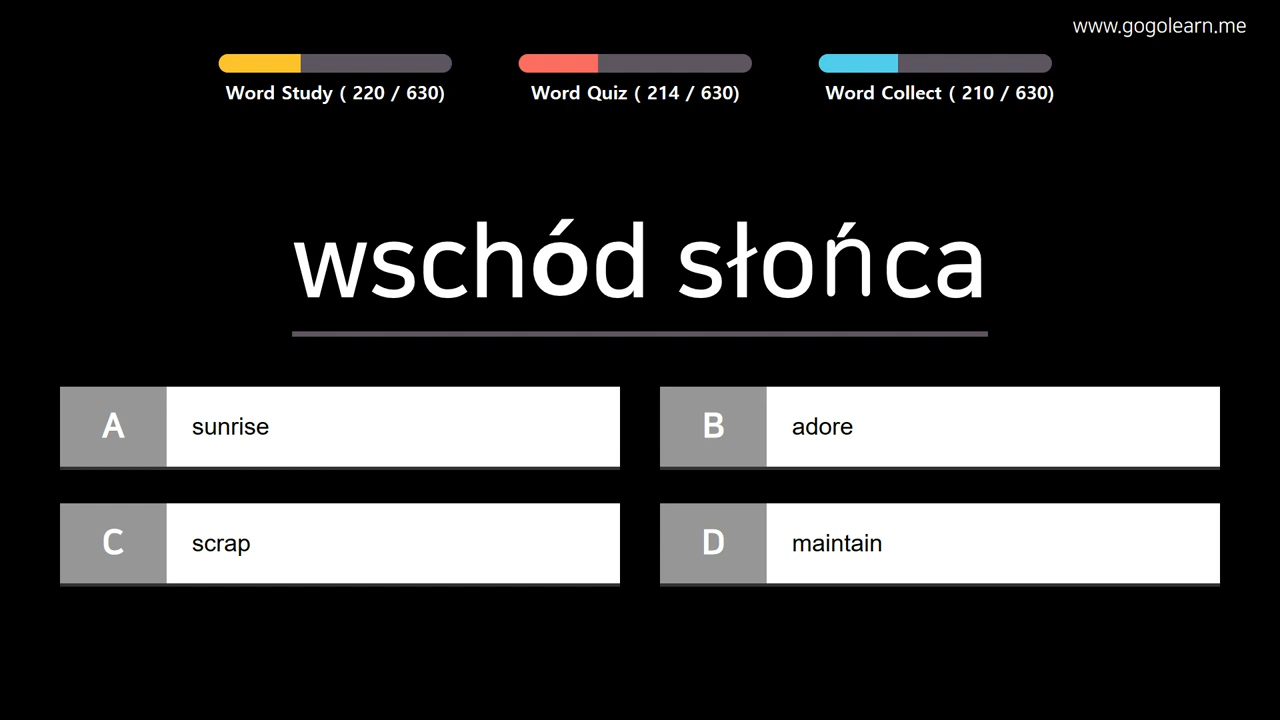 www.gogolearn.me
Word Study ( 220 / 630)
Word Quiz ( 214 / 630)
Word Collect ( 210 / 630)
wschód słońca
A sunrise
B adore
C scrap
D maintain